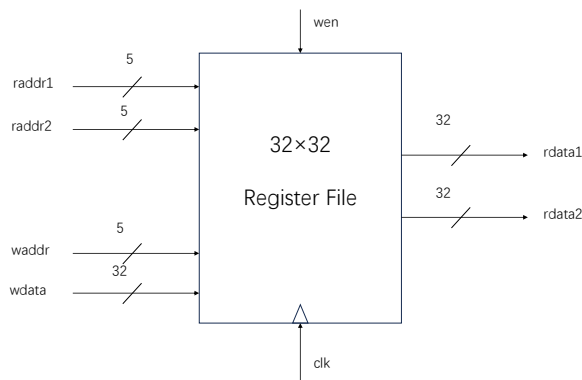 wen
5
raddr1
5
raddr2
32×32
Register File
32
rdata1
32
rdata2
5
waddr
32
wdata
clk